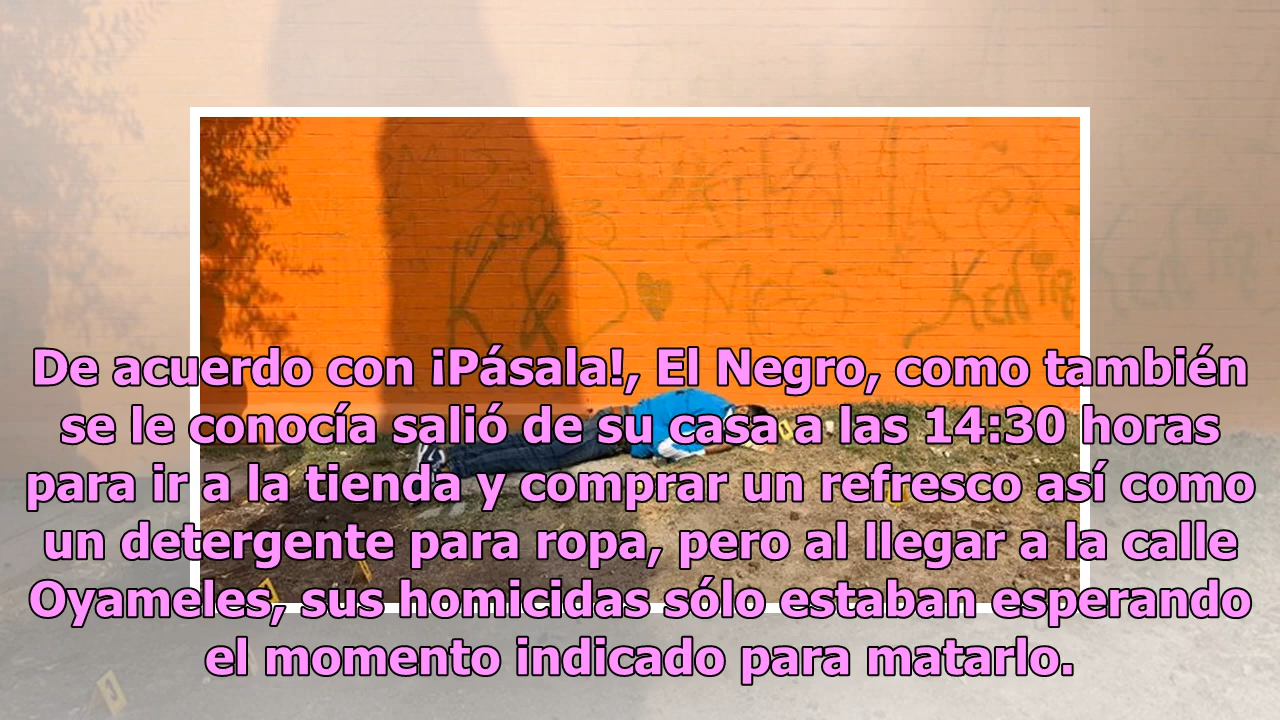 K & D
Kenia
De acuerdo con ¡Pásala!, El Negro, como también
se le conocía salió de su casa a las 14:30 horas
para ir a la tienda y comprar un refresco así como
un detergente para ropa, pero al llegar a la calle
Oyameles, sus homicidas sólo estaban esperando
el momento indicado para matarlo.